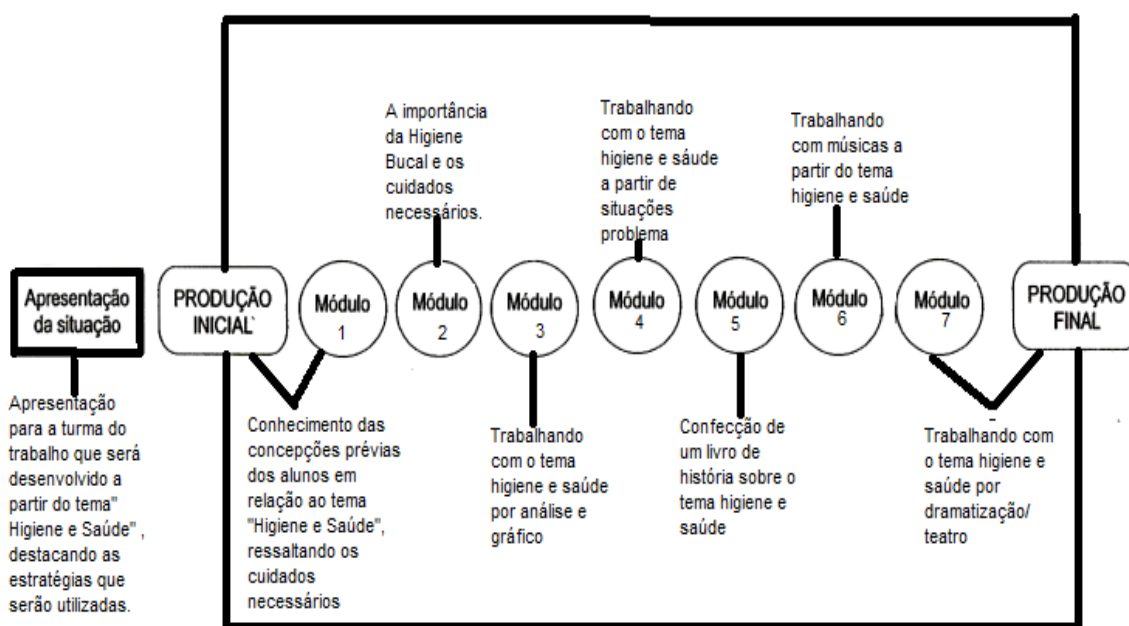 A importância
da Higiene
Bucal e os
cuidados
necessários.
Trabalhando
com o tema
higiene e sáude
a partir de
situações
problema
Trabalhando
com músicas a
partir do tema
higiene e saúde
Apresentação
da situação
PRODUÇÃO
INICIAL
Módulo
1
Módulo
2
Módulo
3
Módulo
4
Módulo
5
Módulo
6
Módulo
7
PRODUÇÃO
FINAL
Apresentação
para a turma do
trabalho que será
desenvolvido a
partir do tema"
Higiene e Saúde" ,
destacando as
estratégias que
serão utilizadas.
Conhecimento das
concepções prévias
dos alunos em
relação ao tema
"Higiene e Saúde",
ressaltando os
cuidados
necessários
Trabalhando
com o tema
higiene e saúde
por análise e
gráfico
Confecção de
um livro de
história sobre o
tema higiene e
saúde
Trabalhando com
o tema higiene e
saúde por
dramatização/
teatro